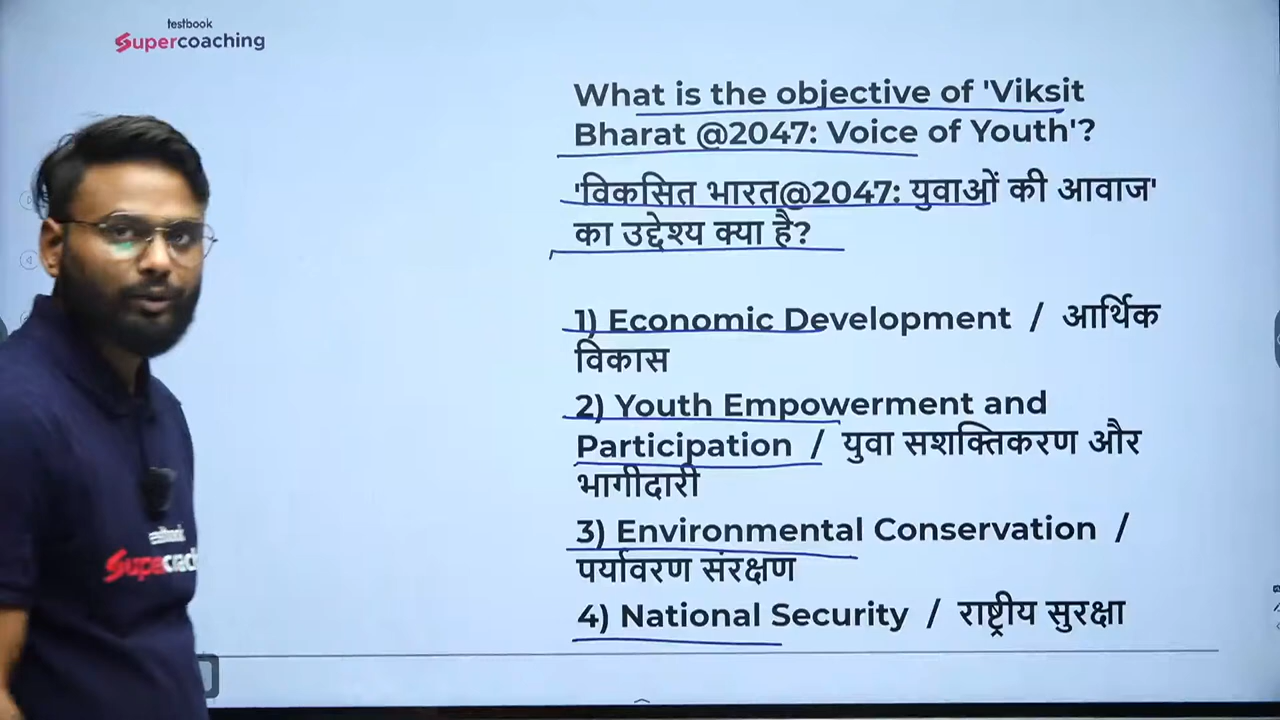 testbook
Supercoaching
What is the objective of 'Viksit
Bharat @2047: Voice of Youth'?
'विकसित भारत@2047: युवाओं की आवाज'
का उद्देश्य क्या है?
1) Economic Development / आर्थिक
विकास
2) Youth Empowerment and
Participation / युवा सशक्तिकरण और
भागीदारी
3) Environmental Conservation /
पर्यावरण संरक्षण
4) National Security / राष्ट्रीय सुरक्षा
testbook